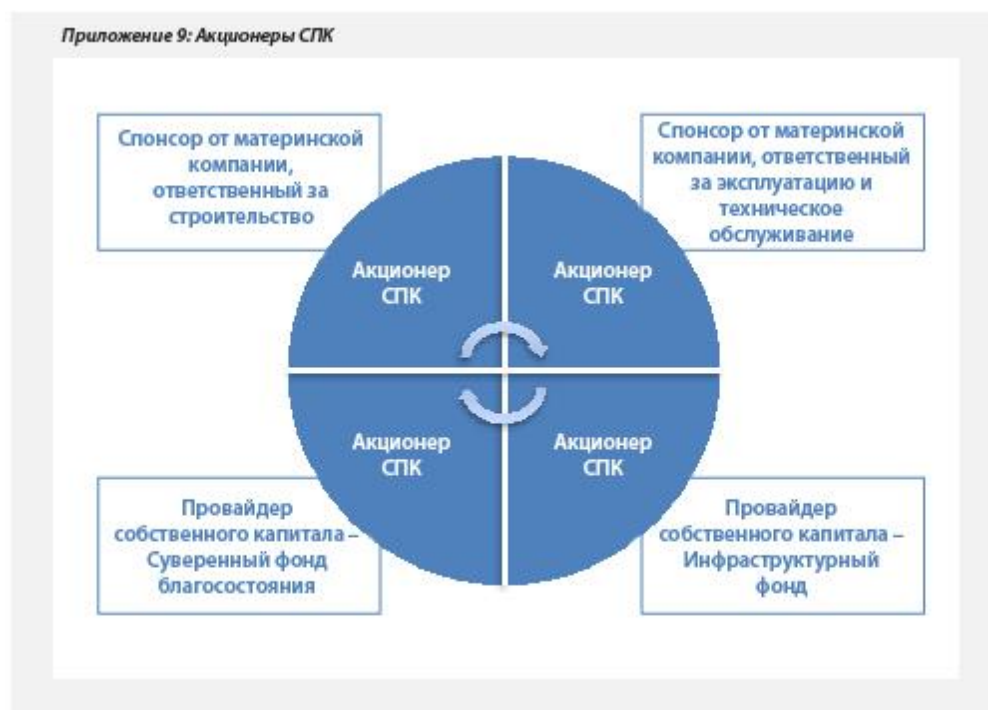 Приложение 9: Акционеры СПК
Спонсор от материнской
компании,
ответственный за
строительство
Спонсор от материнской
компании, ответственный
за эксплуатацию и
техническое
обслуживание
Акционер
СПК
Акционер
СПК
Акционер
СПК
Акционер
СПК
Провайдер
собственного капитала –
Суверенный фонд
благосостояния
Провайдер
собственного капитала –
Инфраструктурный
фонд